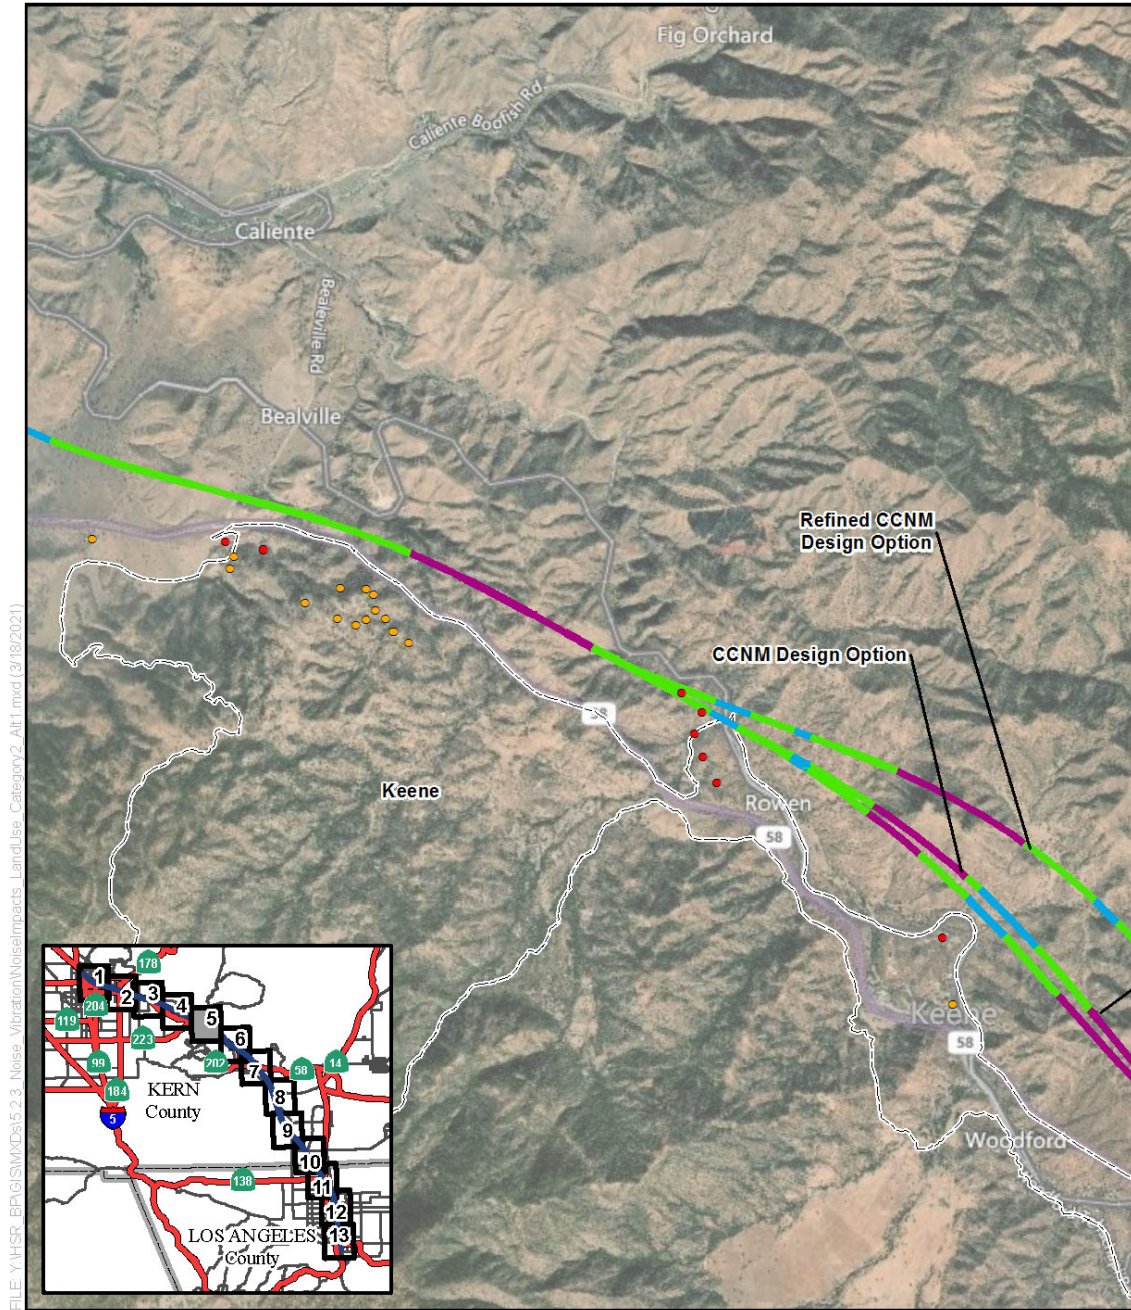 Fig Orchard
Caliente Bodfish Rd
Caliente
Bealeville Rd
Bealville
Refined CCNM
Design Option
CCNM Design Option
58
Keene
Rowen
58
Keene
58
Woodford
FILE: Y:\HSR_BP\GIS\MXDs\5.2.3_Noise_Vibration\NoiseImpacts_LandUse_Category2_Alt1.mxd (3/18/2021)
1
178
2
3
4
5
204
119
223
6
202
99
7
58
14
184
KERN
County
8
5
9
10
138
11
12
LOS ANGELES
County
13